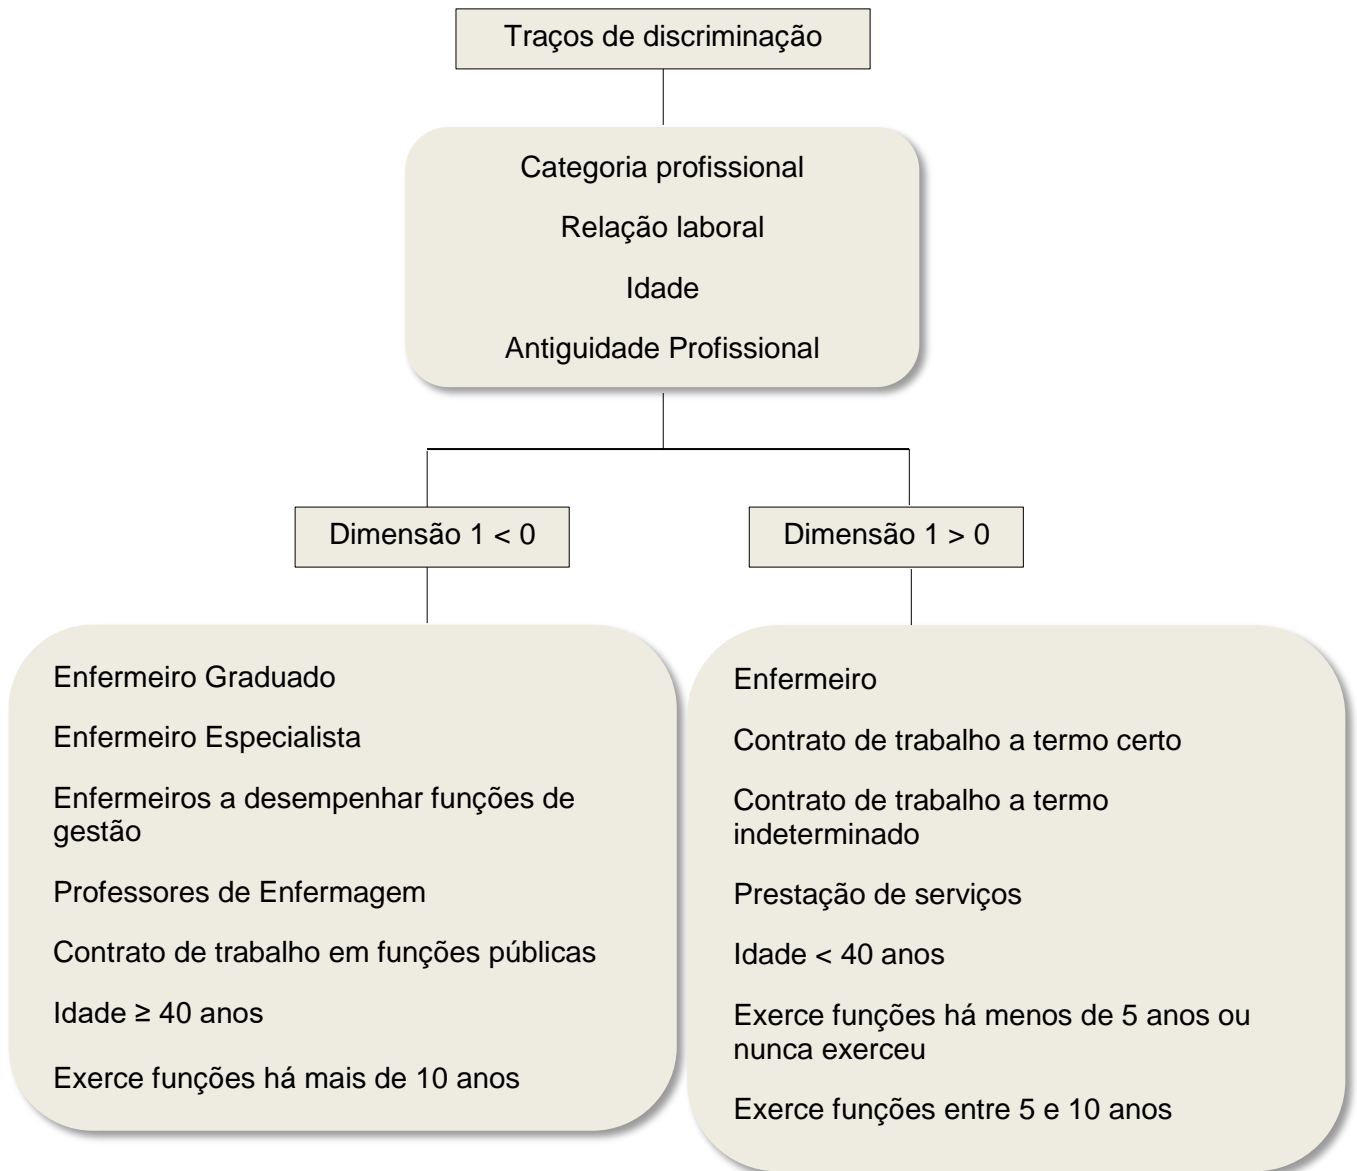 Traços de discriminação
Categoria profissional
Relação laboral
Idade
Antiguidade Profissional
Dimensão 1 < 0
Dimensão 1 > 0
Enfermeiro Graduado
Enfermeiro Especialista
Enfermeiros a desempenhar funções de
gestão
Professores de Enfermagem
Contrato de trabalho em funções públicas
Idade ≥ 40 anos
Exerce funções há mais de 10 anos
Enfermeiro
Contrato de trabalho a termo certo
Contrato de trabalho a termo
indeterminado
Prestação de serviços
Idade < 40 anos
Exerce funções há menos de 5 anos ou
nunca exerceu
Exerce funções entre 5 e 10 anos